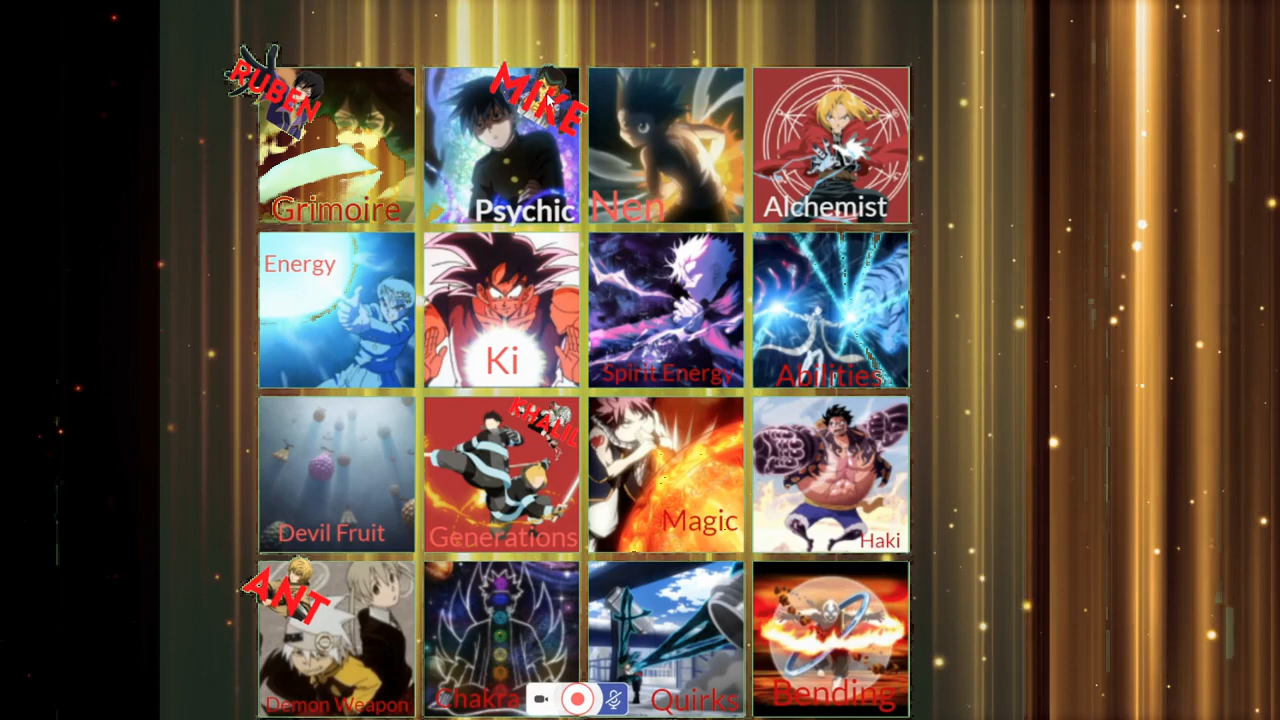 RUBEN
MIKE
Grimoire
Psychic
Nen
Alchemist
Energy
Ki
Spirit Energy
Abilities
Devil Fruit
KHALIL
Generations
Magic
Haki
ANT
Demon Weapon
Chakra
Quirks
Bending